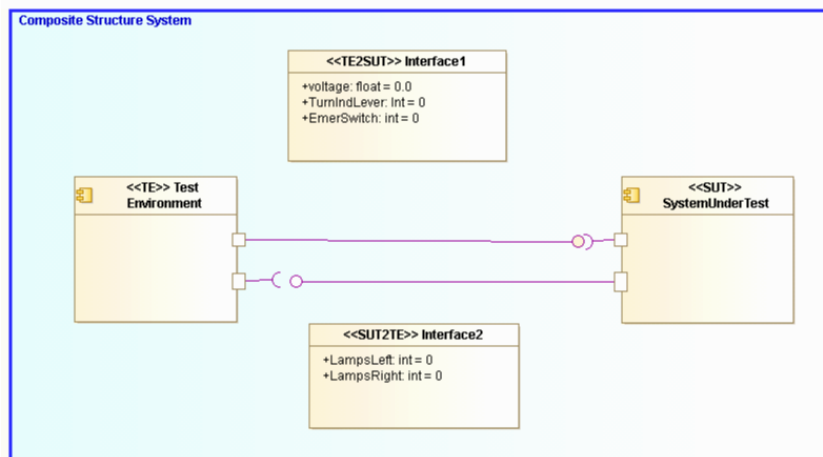 Composite Structure System
<<TE2SUT>> Interface1
+voltage: float = 0.0
+TurnIndLever: Int = 0
+EmerSwitch: int = 0
<<TE>> Test
Environment
<<SUT>>
SystemUnderTest
<<SUT2TE>> Interface2
+LampsLeft: int = 0
+LampsRight: int = 0